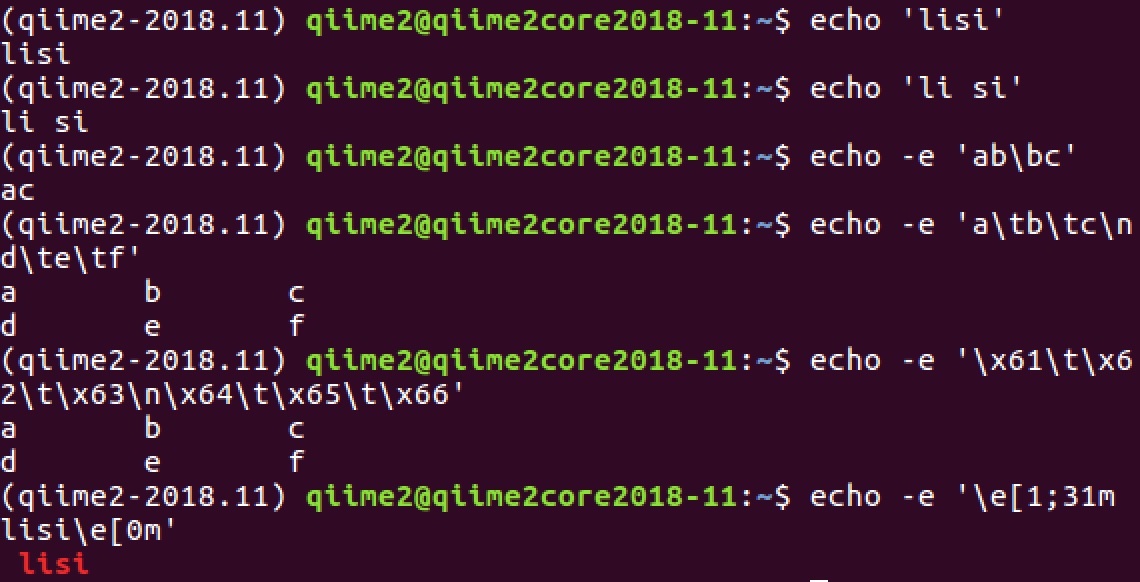 (qiime2-2018.11) qiime2@qiime2core2018-11:~$ echo 'lisi'
lisi
(qiime2-2018.11) qiime2@qiime2core2018-11:~$ echo 'li si'
li si
(qiime2-2018.11) qiime2@qiime2core2018-11:~$ echo -e 'ab\bc'
ac
(qiime2-2018.11) qiime2@qiime2core2018-11:~$ echo -e 'a\tb\tc\n
d\te\tf'
a b c
d e f
(qiime2-2018.11) qiime2@qiime2core2018-11:~$ echo -e '\x61\t\x6
2\t\x63\n\x64\t\x65\t\x66'
a b c
d e f
(qiime2-2018.11) qiime2@qiime2core2018-11:~$ echo -e '\e[1;31m
lisi\e[0m'
lisi